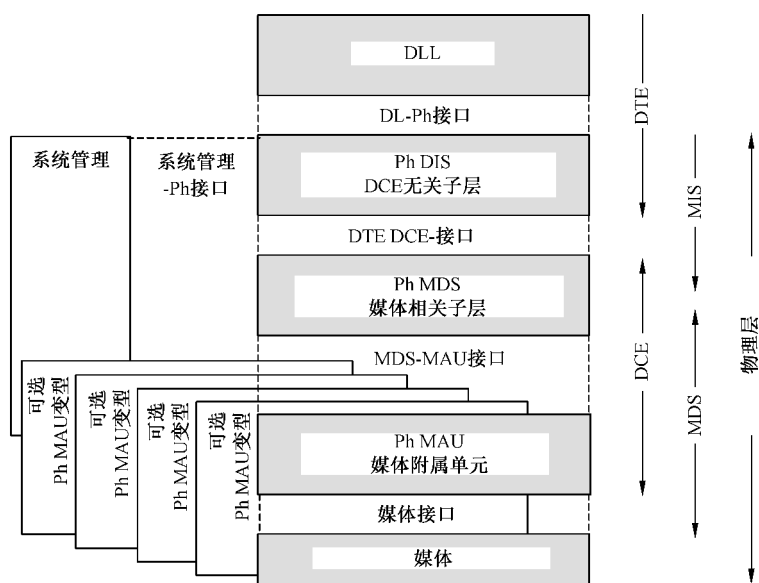 DLL
DL-Ph接口
DTE
系统管理
系统管理
-Ph接口
Ph DIS
DCE无关子层
MIS
DTE DCE-接口
Ph MDS
媒体相关子层
DCE
物理层
MDS-MAU接口
MDS
可选
Ph MAU变型
可选
Ph MAU变型
可选
Ph MAU变型
可选
Ph MAU变型
Ph MAU
媒体附属单元
媒体接口
媒体